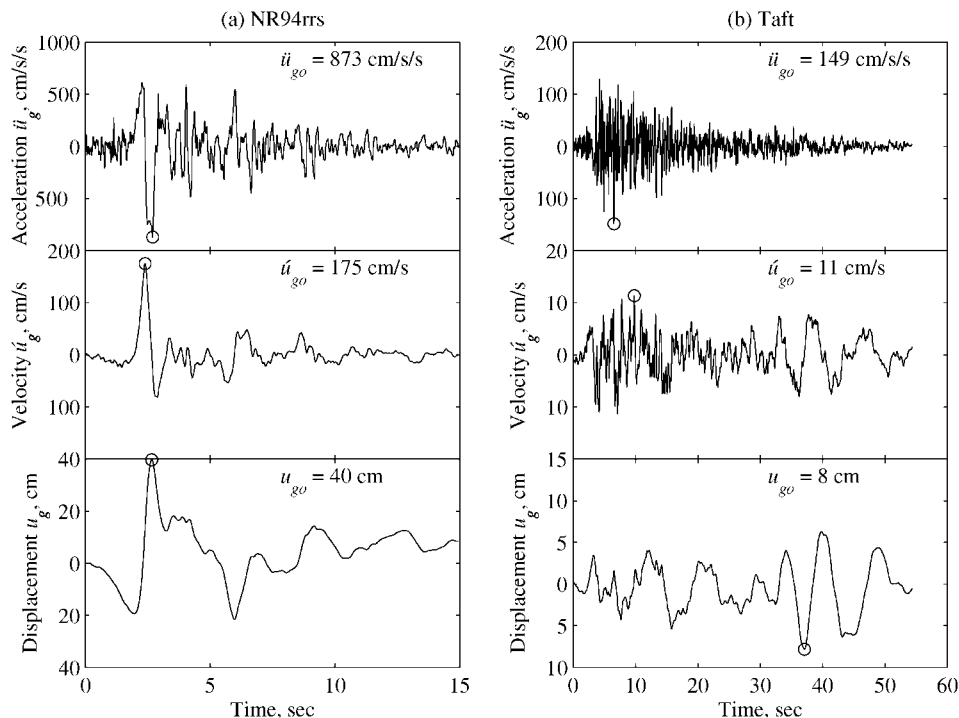 (a) NR94rrs
(b) Taft
1000
500
0
500
200
Acceleration ü_g, cm/s/s
ü_go = 873 cm/s/s
200
100
0
100
20
Acceleration ü_g, cm/s/s
ü_go = 149 cm/s/s
100
0
100
40
Velocity ú_g, cm/s
ú_go = 175 cm/s
10
0
10
15
Velocity ú_g, cm/s
ú_go = 11 cm/s
20
0
20
40
Displacement u_g, cm
u_go = 40 cm
10
5
0
5
10
Displacement u_g, cm
u_go = 8 cm
0 5 10 15
Time, sec
0 10 20 30 40 50 60
Time, sec